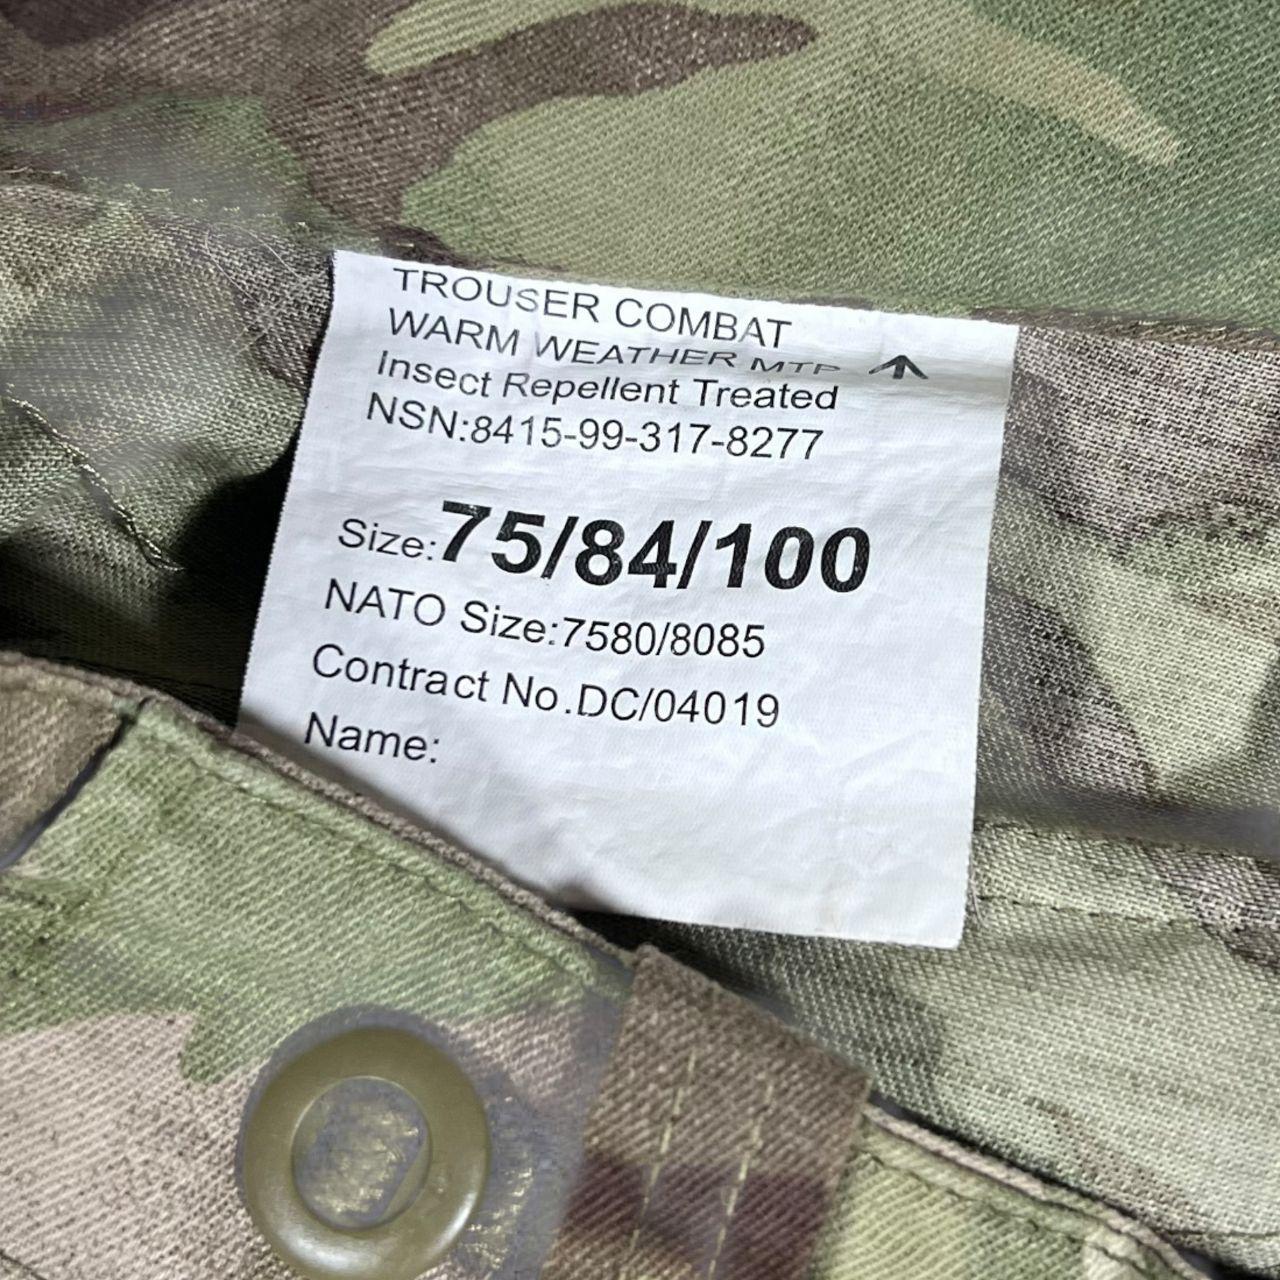 TROUSER COMBAT
WARM WEATHER MTP
Insect Repellent Treated
NSN:8415-99-317-8277
Size:75/84/100
NATO Size:7580/8085
Contract No.DC/04019
Name: